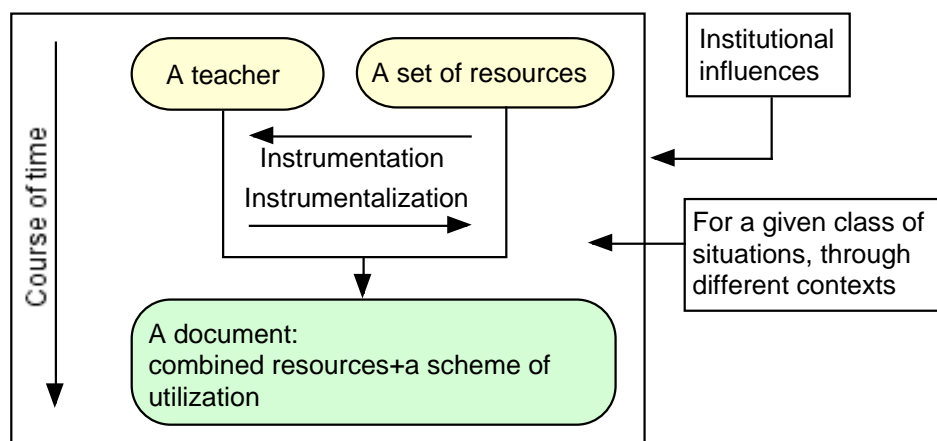 Course of time
A teacher
A set of resources
Instrumentation
Instrumentalization
A document:
combined resources+a scheme of
utilization
Institutional
influences
For a given class of
situations, through
different contexts